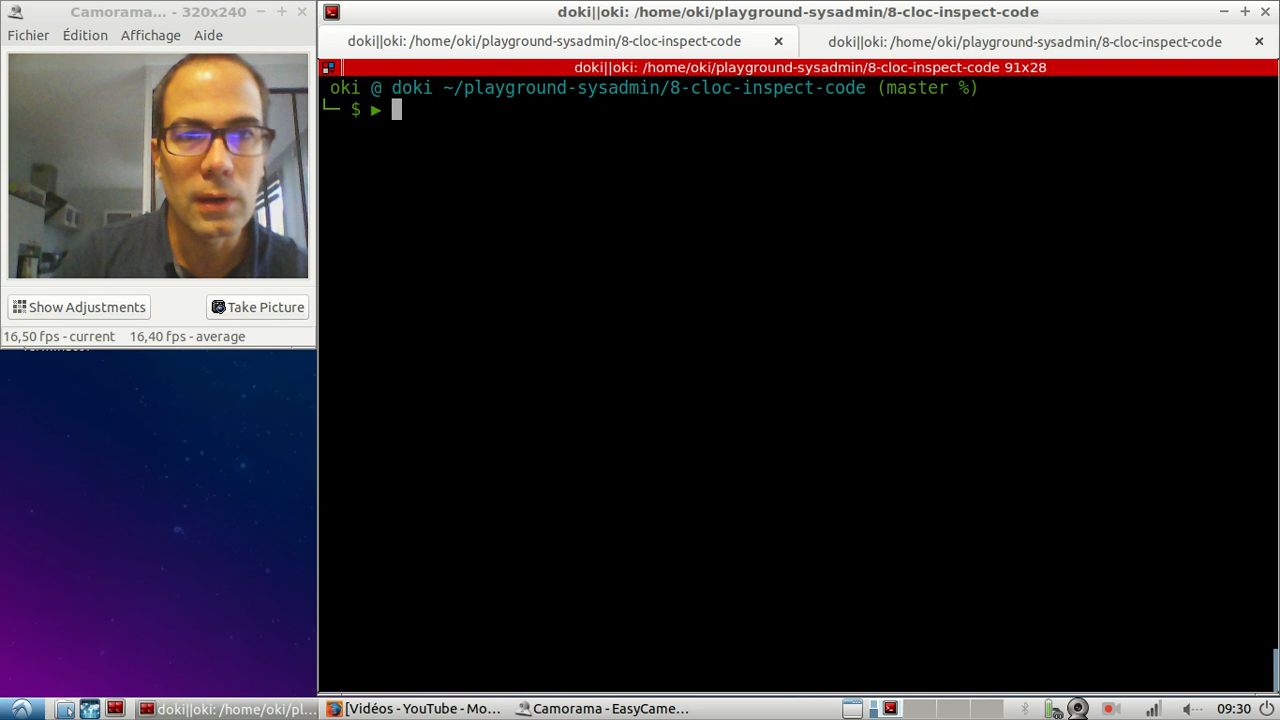 Camorama... - 320x240
Fichier Édition Affichage Aide
Show Adjustments
Take Picture
16,50 fps - current 16,40 fps - average
doki||oki: /home/oki/playground-sysadmin/8-cloc-inspect-code
doki||oki: /home/oki/playground-sysadmin/8-cloc-inspect-code
doki||oki: /home/oki/playground-sysadmin/8-cloc-inspect-code
doki||oki: /home/oki/playground-sysadmin/8-cloc-inspect-code 91x28
oki @ doki ~/playground-sysadmin/8-cloc-inspect-code (master %)
└─ $ ▶
doki||oki: /home/oki/pl...
[Vidéos - YouTube - Mo...
Camorama - EasyCame...
09:30